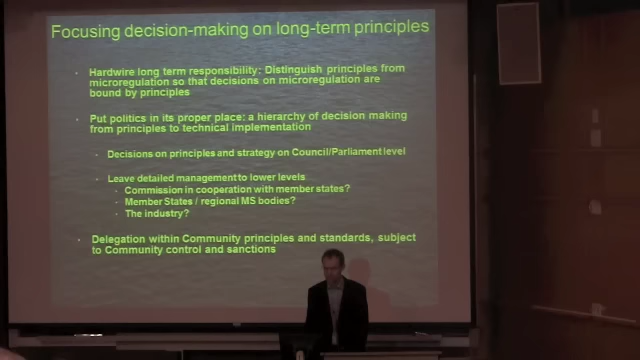 Focusing decision-making on long-term principles
Hardwire long term responsibility: Distinguish principles from
microregulation so that decisions on microregulation are
bound by principles
Put politics in its proper place: a hierarchy of decision making
from principles to technical implementation
Decisions on principles and strategy on Council/Parliament level
Leave detailed management to lower levels
Commission in cooperation with member states?
Member States / regional MS bodies?
The industry?
Delegation within Community principles and standards, subject
to Community control and sanctions